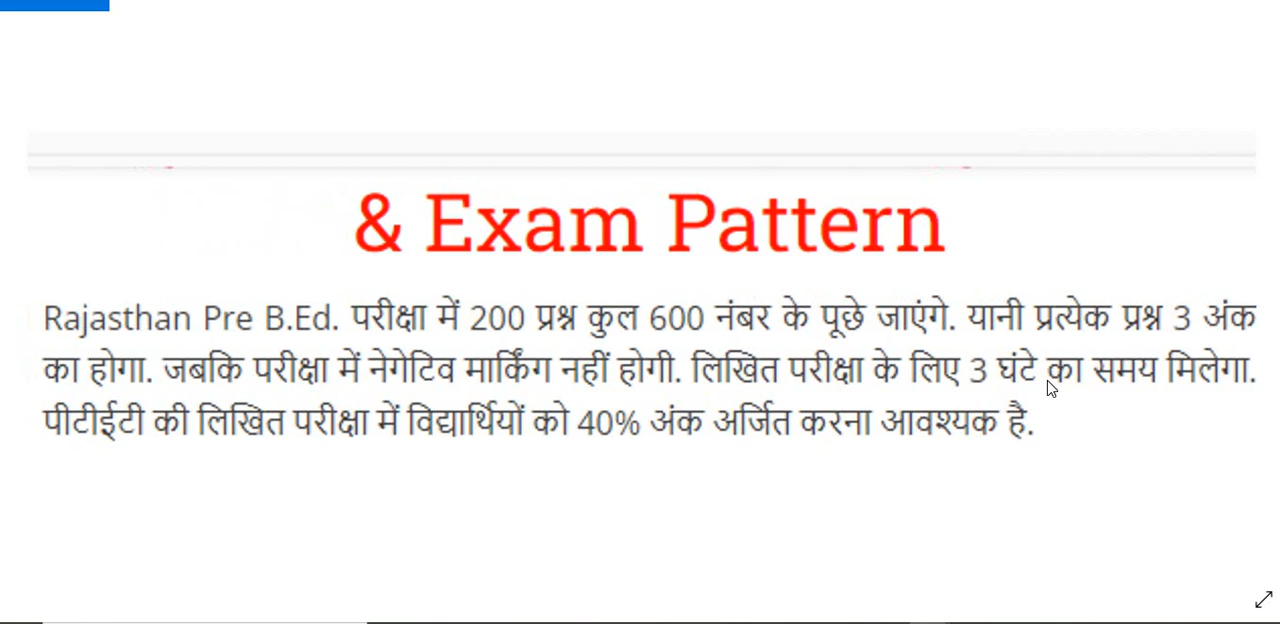 & Exam Pattern
Rajasthan Pre B.Ed. परीक्षा में 200 प्रश्न कुल 600 नंबर के पूछे जाएंगे. यानी प्रत्येक प्रश्न 3 अंक
का होगा. जबकि परीक्षा में नेगेटिव मार्किंग नहीं होगी. लिखित परीक्षा के लिए 3 घंटे का समय मिलेगा.
पीटीईटी की लिखित परीक्षा में विद्यार्थियों को 40% अंक अर्जित करना आवश्यक है.